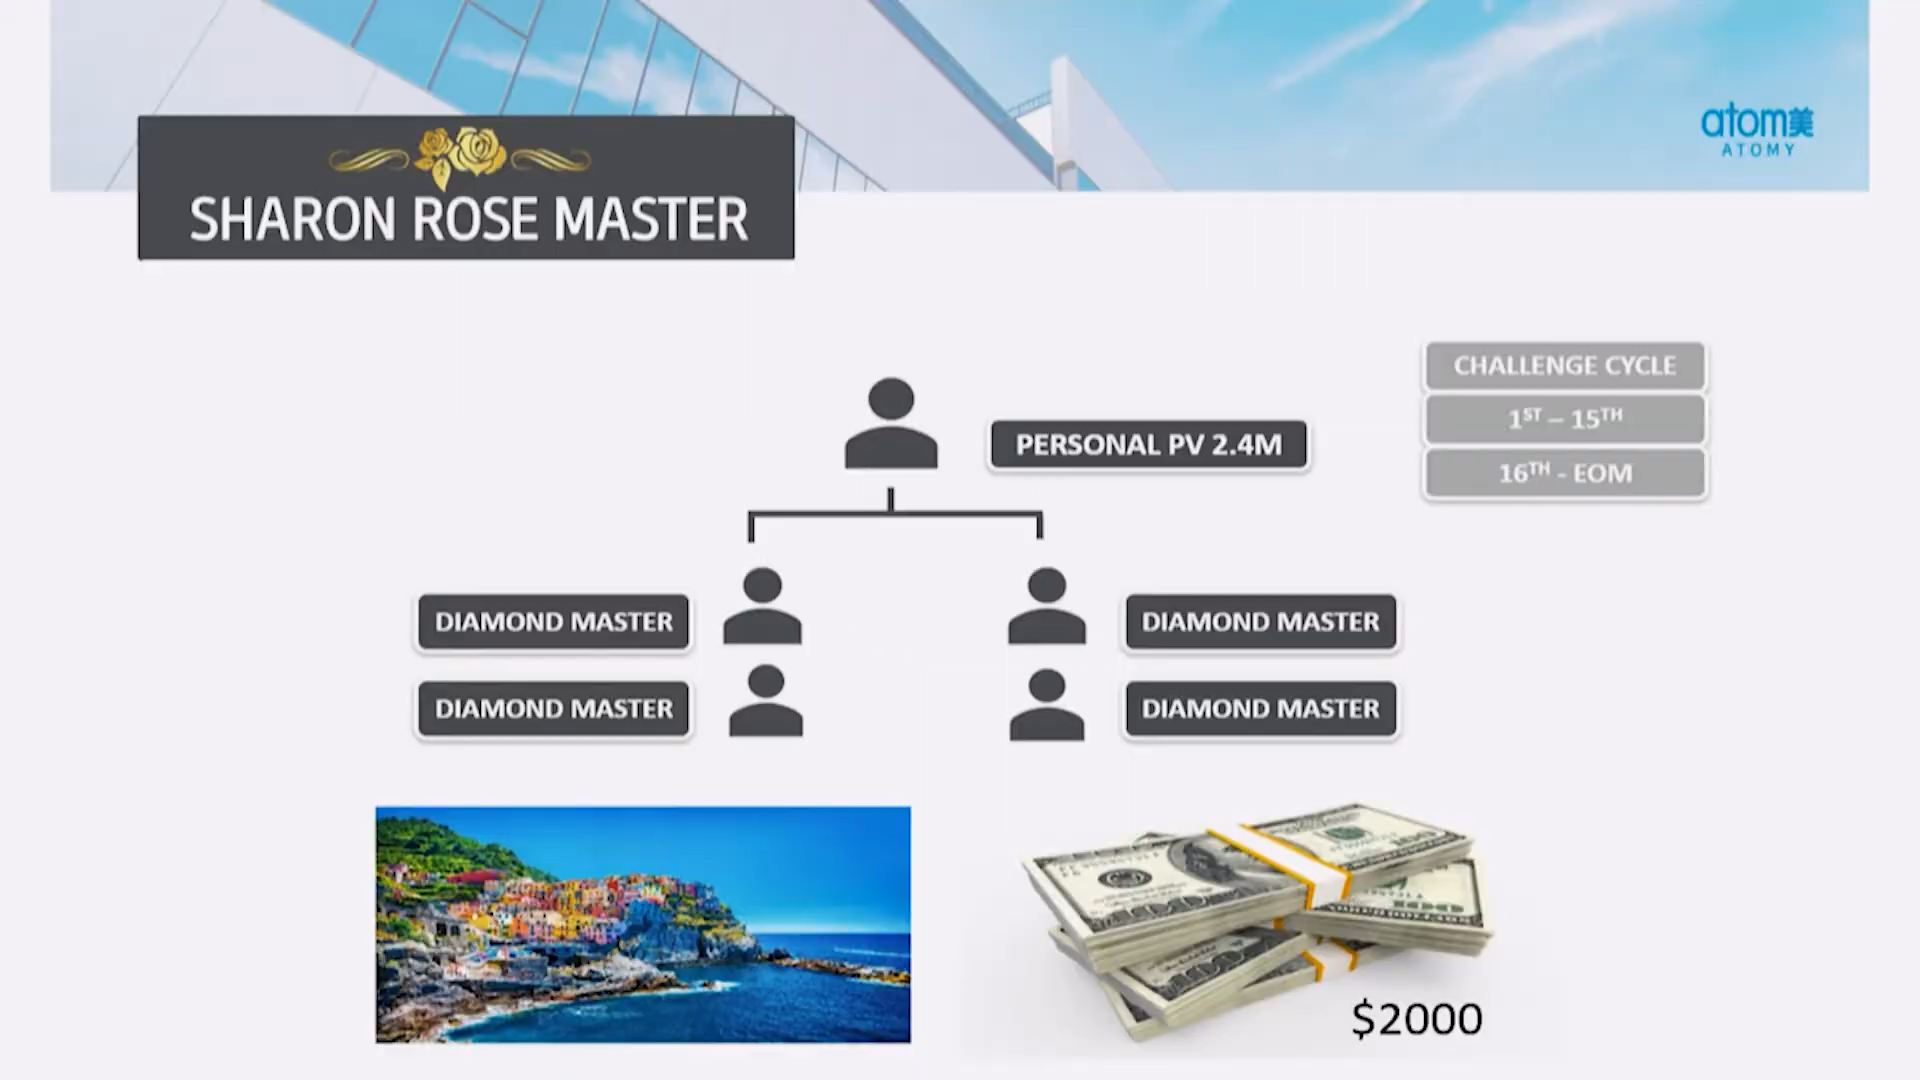 atom美
ATOMY
SHARON ROSE MASTER
CHALLENGE CYCLE
1ST – 15TH
16TH - EOM
PERSONAL PV 2.4M
DIAMOND MASTER
DIAMOND MASTER
DIAMOND MASTER
DIAMOND MASTER
$2000